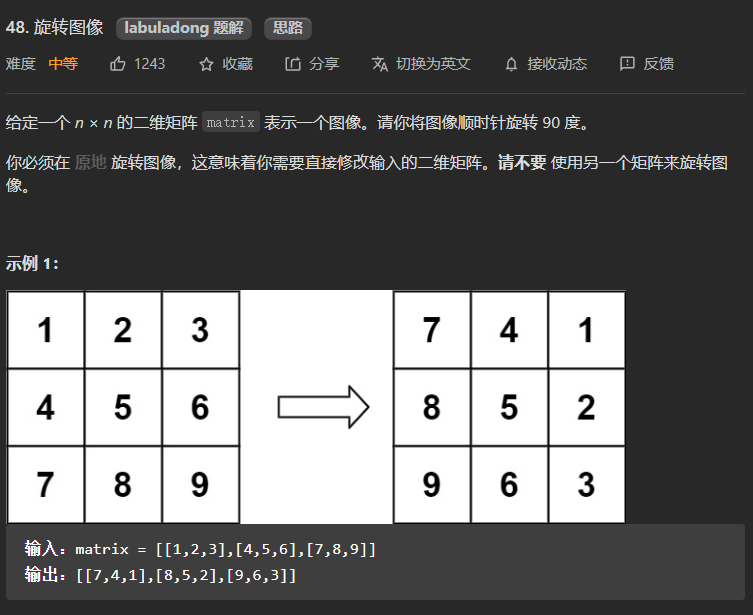 48. 旋转图像 labuladong 题解 思路
难度 中等 1243 收藏 分享 切换为英文 接收动态 反馈
给定一个 n × n 的二维矩阵 matrix 表示一个图像。请你将图像顺时针旋转 90 度。
你必须在 原地 旋转图像，这意味着你需要直接修改输入的二维矩阵。请不要 使用另一个矩阵来旋转图
像。
示例 1：
1 2 3 7 4 1
4 5 6 8 5 2
7 8 9 9 6 3
输入：matrix = [[1,2,3],[4,5,6],[7,8,9]]
输出：[[7,4,1],[8,5,2],[9,6,3]]